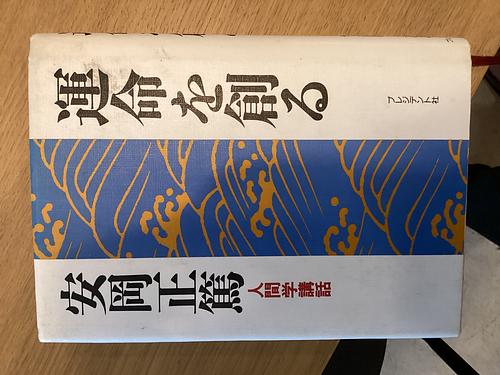 運命を創る
安岡正篤
人間学講話
プレジデント社